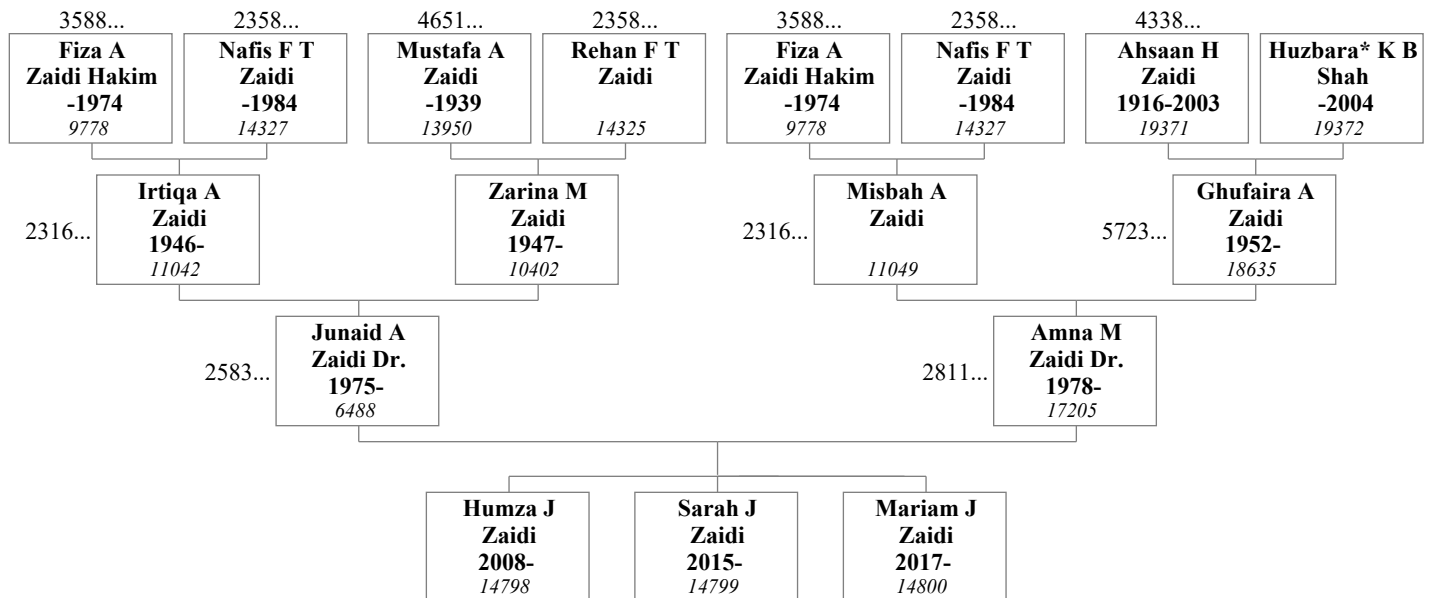 3588... 2358... 4651... 2358... 3588... 2358... 4338...
Fiza A
Zaidi Hakim
-1974
9778
Nafis F T
Zaidi
-1984
14327
Mustafa A
Zaidi
-1939
13950
Rehan F T
Zaidi
14325
Fiza A
Zaidi Hakim
-1974
9778
Nafis F T
Zaidi
-1984
14327
Ahsaan H
Zaidi
1916-2003
19371
Huzbara* K B
Shah
-2004
19372
2316...
Irtiqa A
Zaidi
1946-
11042
Zarina M
Zaidi
1947-
10402
2316...
Misbah A
Zaidi
11049
5723...
Ghufaira A
Zaidi
1952-
18635
2583...
Junaid A
Zaidi Dr.
1975-
6488
2811...
Amna M
Zaidi Dr.
1978-
17205
Humza J
Zaidi
2008-
14798
Sarah J
Zaidi
2015-
14799
Mariam J
Zaidi
2017-
14800